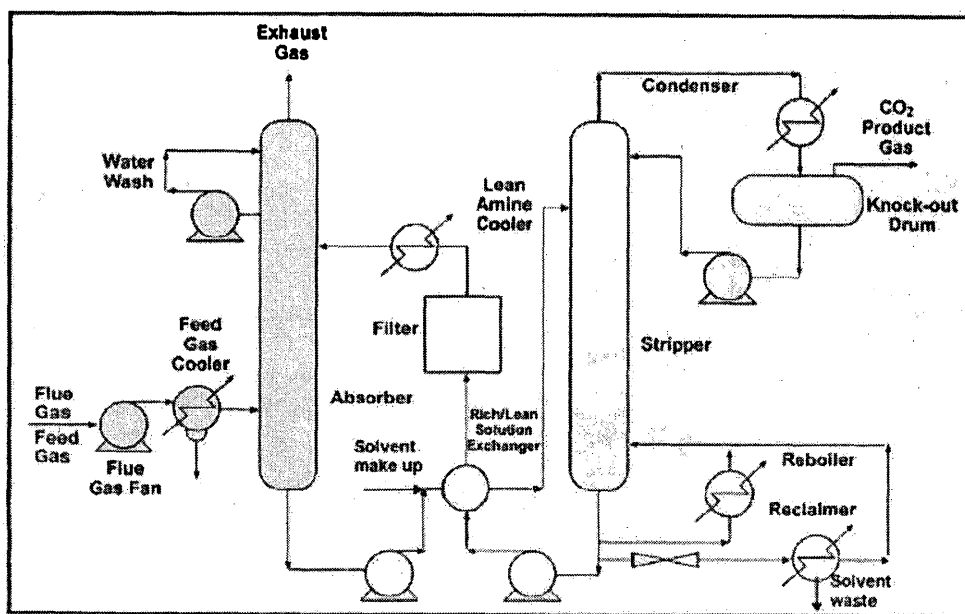 Exhaust
Gas
Condenser
CO₂
Product
Gas
Water
Wash
Lean
Amine
Cooler
Knock-out
Drum
Feed
Gas
Cooler
Filter
Stripper
Flue
Gas
Feed
Gas
Absorber
Rich/Lean
Solution
Exchanger
Flue
Gas Fan
Solvent
make up
Reboiler
Reclaimer
Solvent
waste